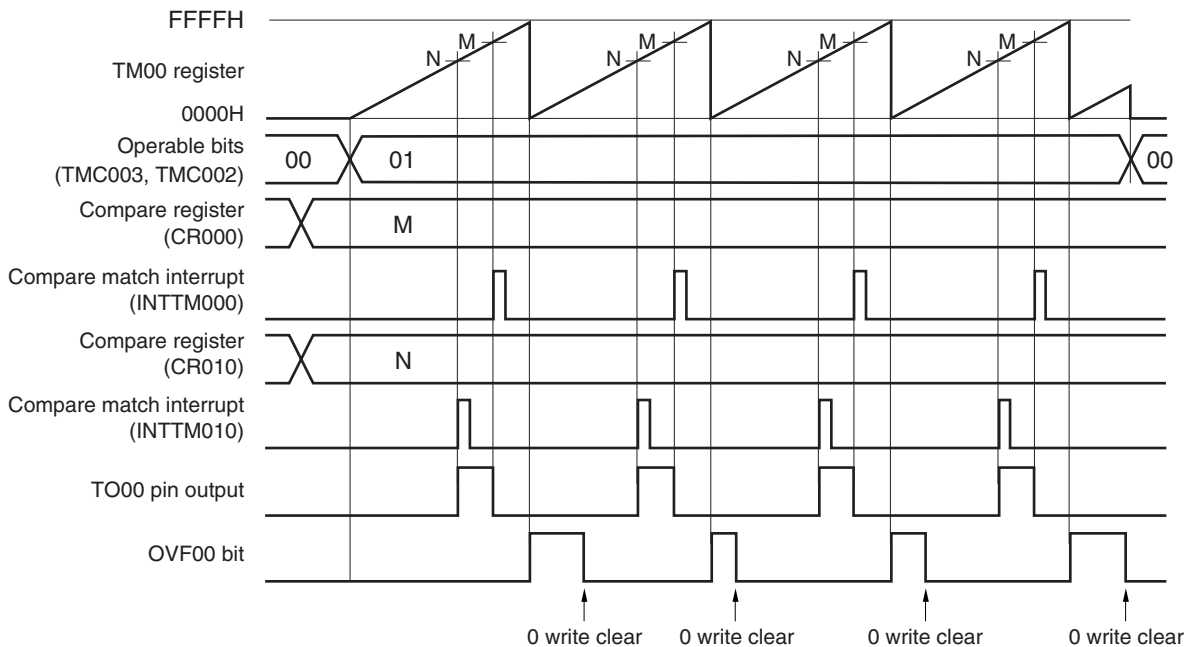 FFFFH
M M M M
N N N N
TM00 register
0000H
Operable bits
(TMC003, TMC002)
00 01 00
Compare register
(CR000)
M
Compare match interrupt
(INTTM000)
Compare register
(CR010)
N
Compare match interrupt
(INTTM010)
TO00 pin output
OVF00 bit
0 write clear 0 write clear 0 write clear 0 write clear